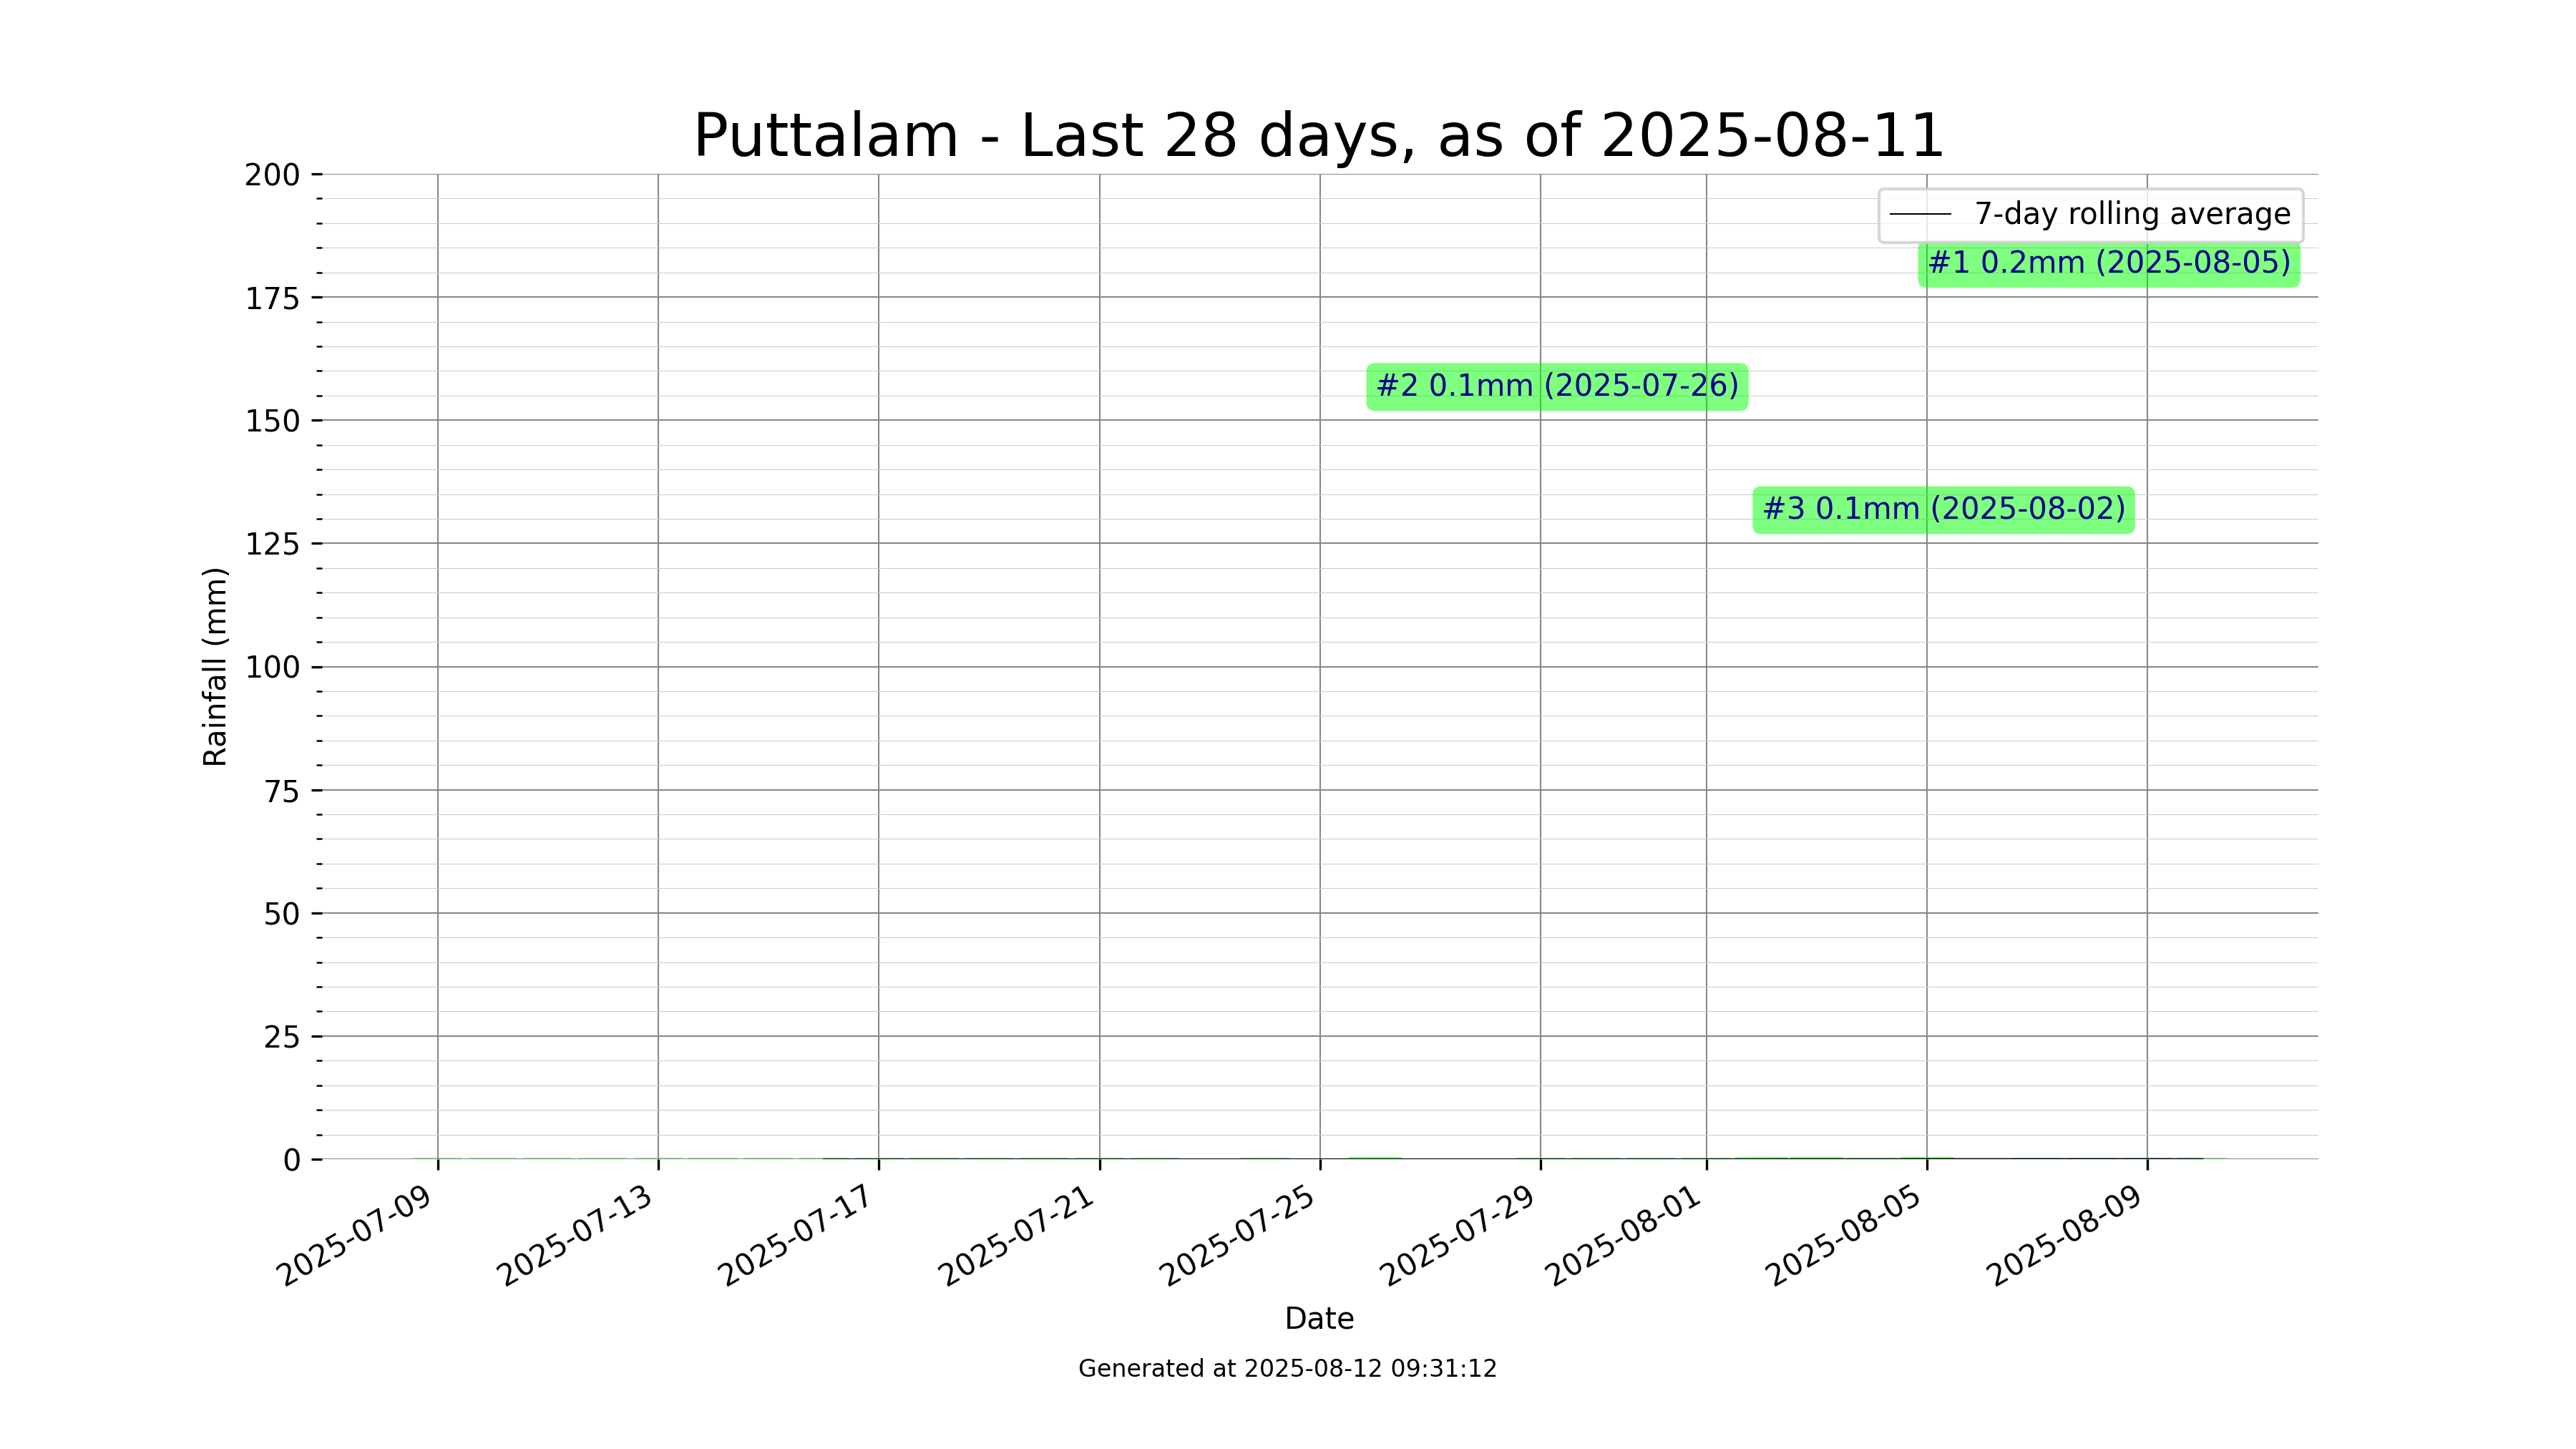 Puttalam - Last 28 days, as of 2025-08-11
7-day rolling average
#1 0.2mm (2025-08-05)
#2 0.1mm (2025-07-26)
#3 0.1mm (2025-08-02)
Rainfall (mm)
200
175
150
125
100
75
50
25
0
2025-07-09
2025-07-13
2025-07-17
2025-07-21
2025-07-25
2025-07-29
2025-08-01
2025-08-05
2025-08-09
Date
Generated at 2025-08-12 09:31:12